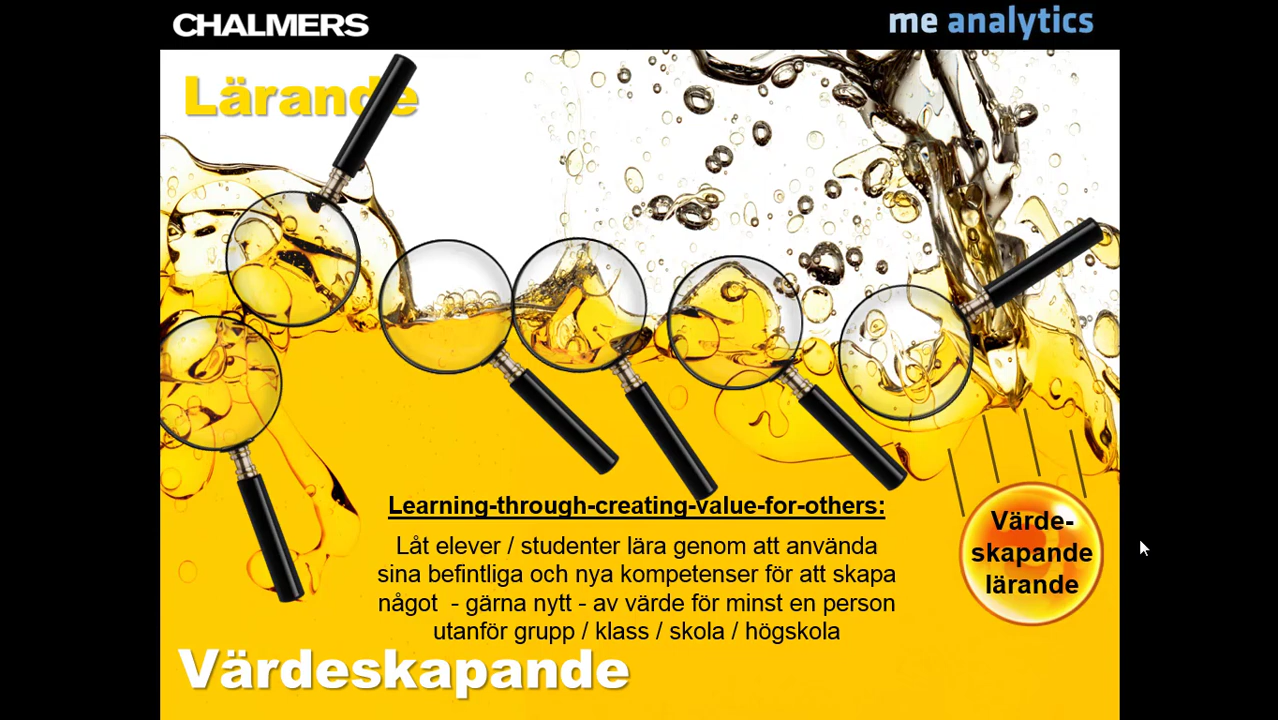 CHALMERS
me analytics
Lärande
Learning-through-creating-value-for-others:
Låt elever / studenter lära genom att använda
sina befintliga och nya kompetenser för att skapa
något - gärna nytt - av värde för minst en person
utanför grupp / klass / skola / högskola
Värde-
skapande
lärande
Värdeskapande